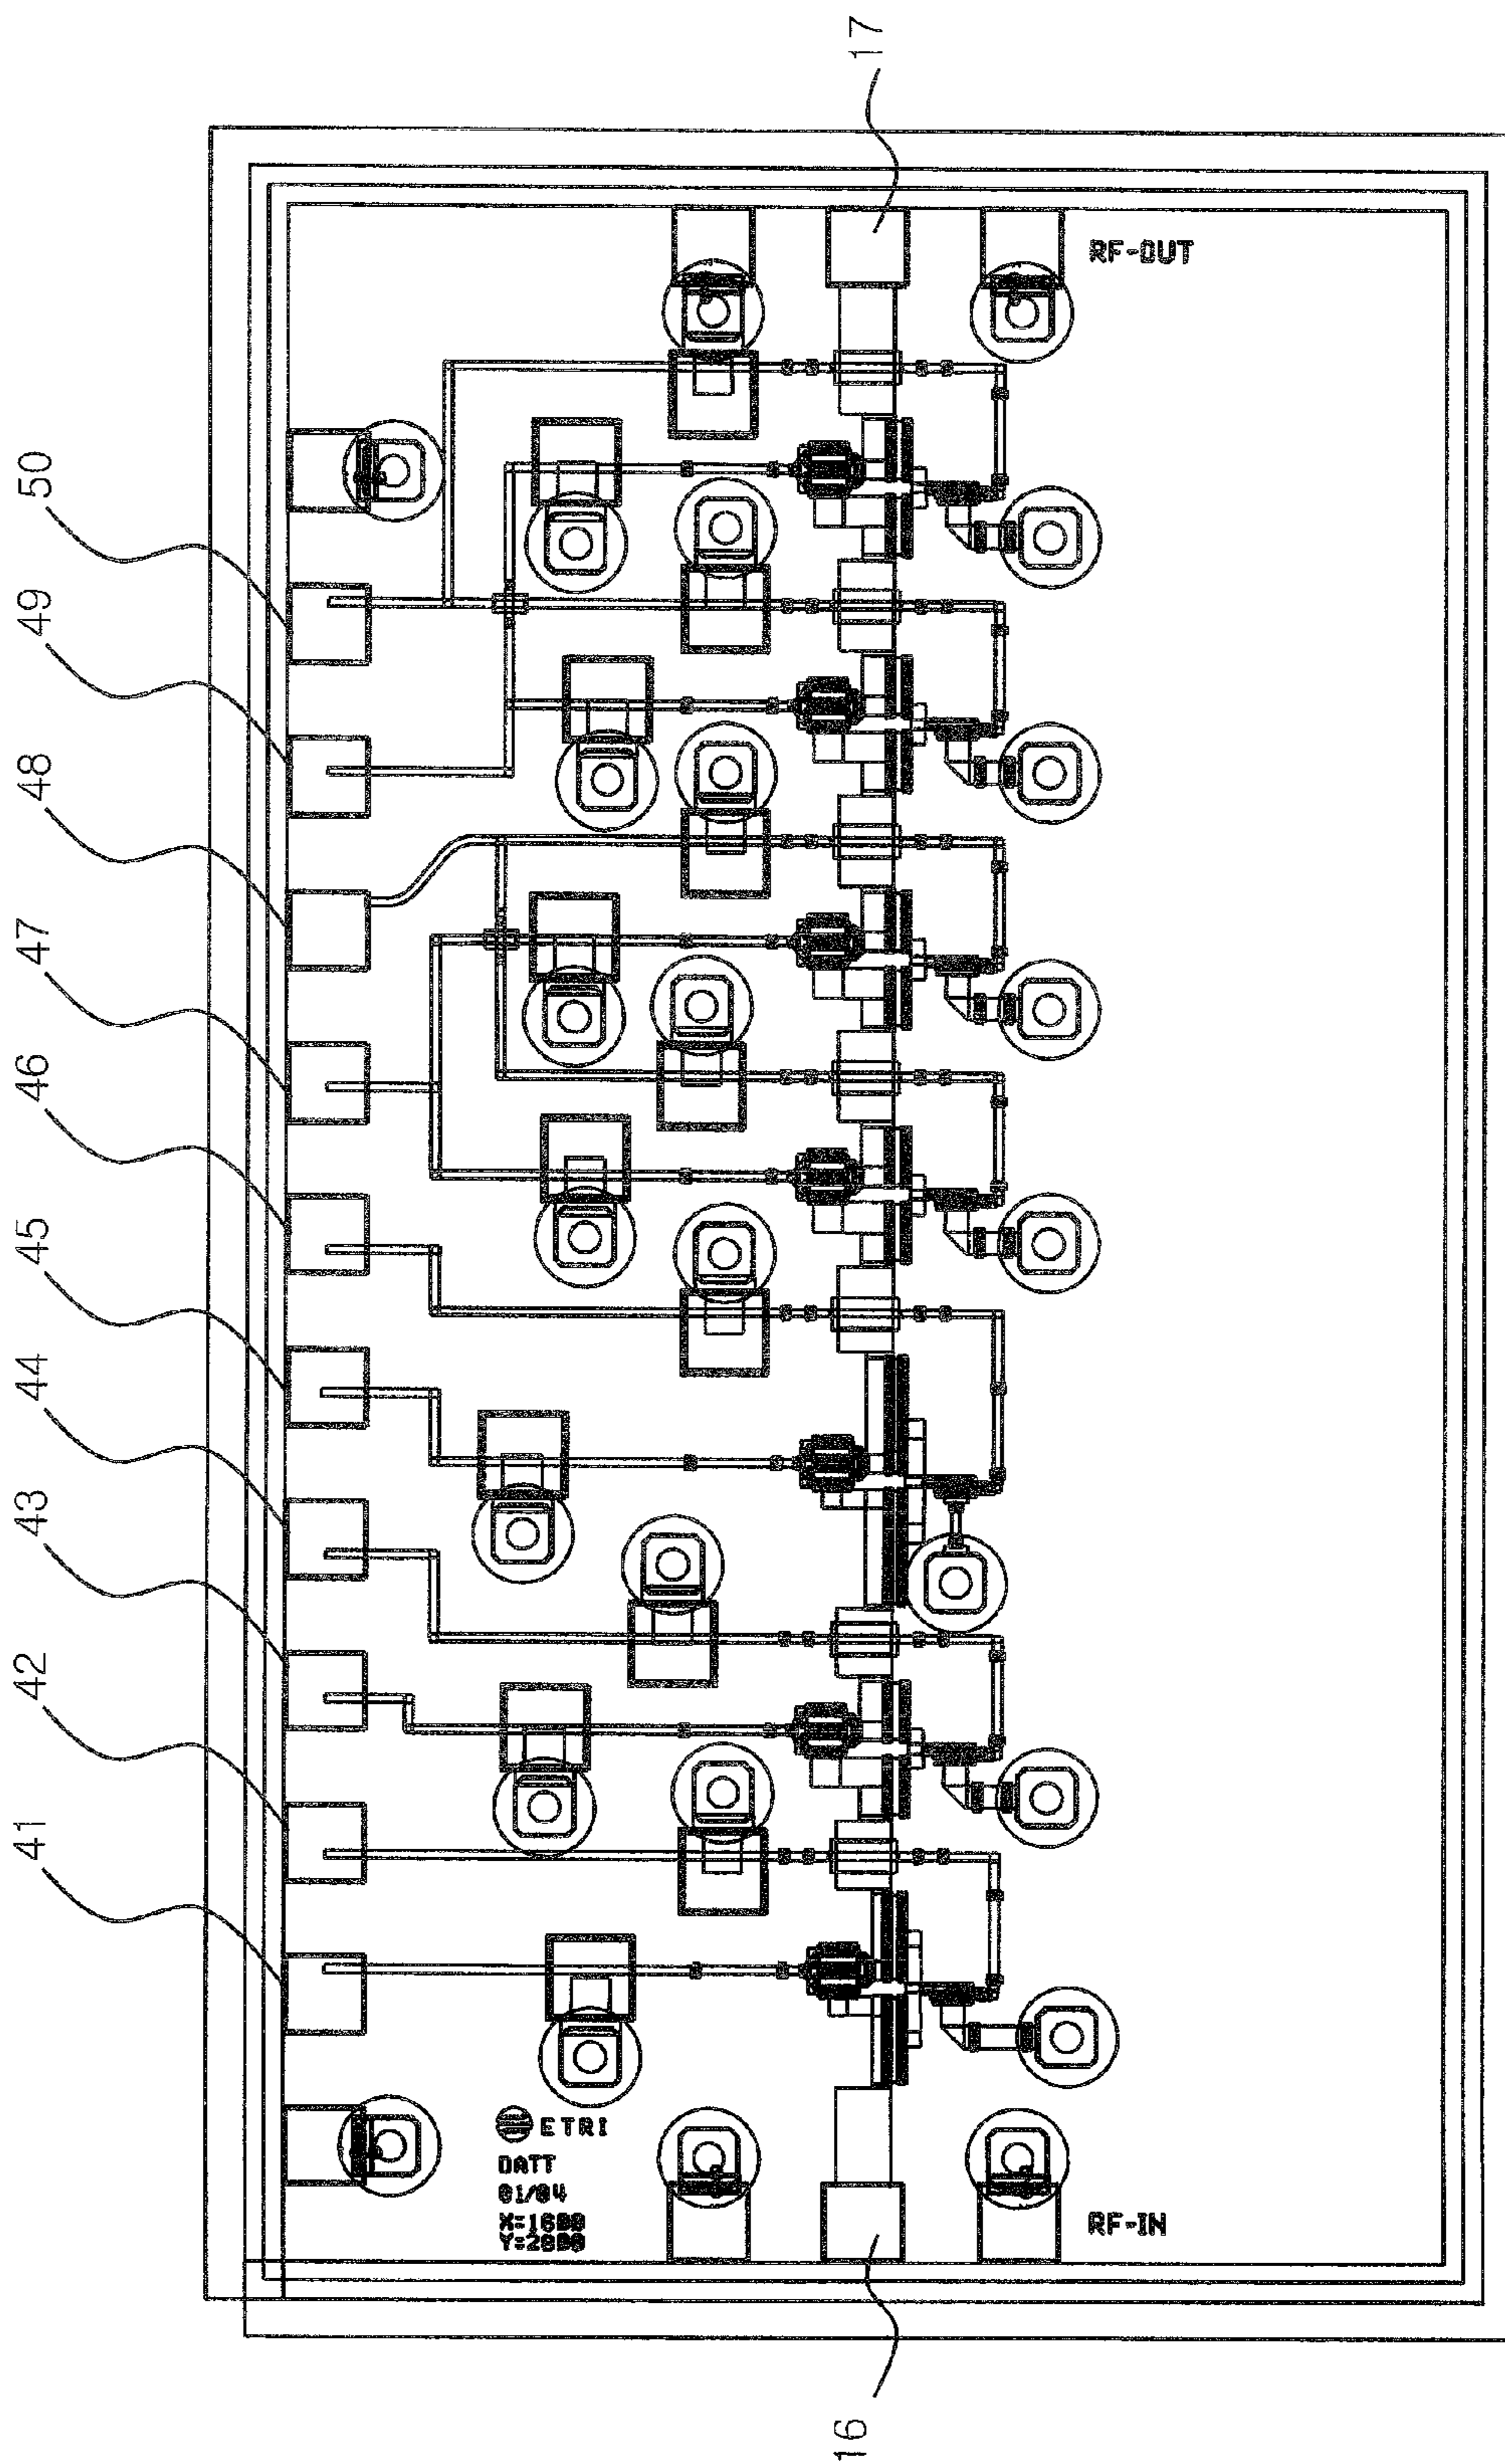 50
49
48
47
46
45
44
43
42
41
17
RF-OUT
ETRI
DATT
01/04
X=1600
Y=2800
RF-IN
16